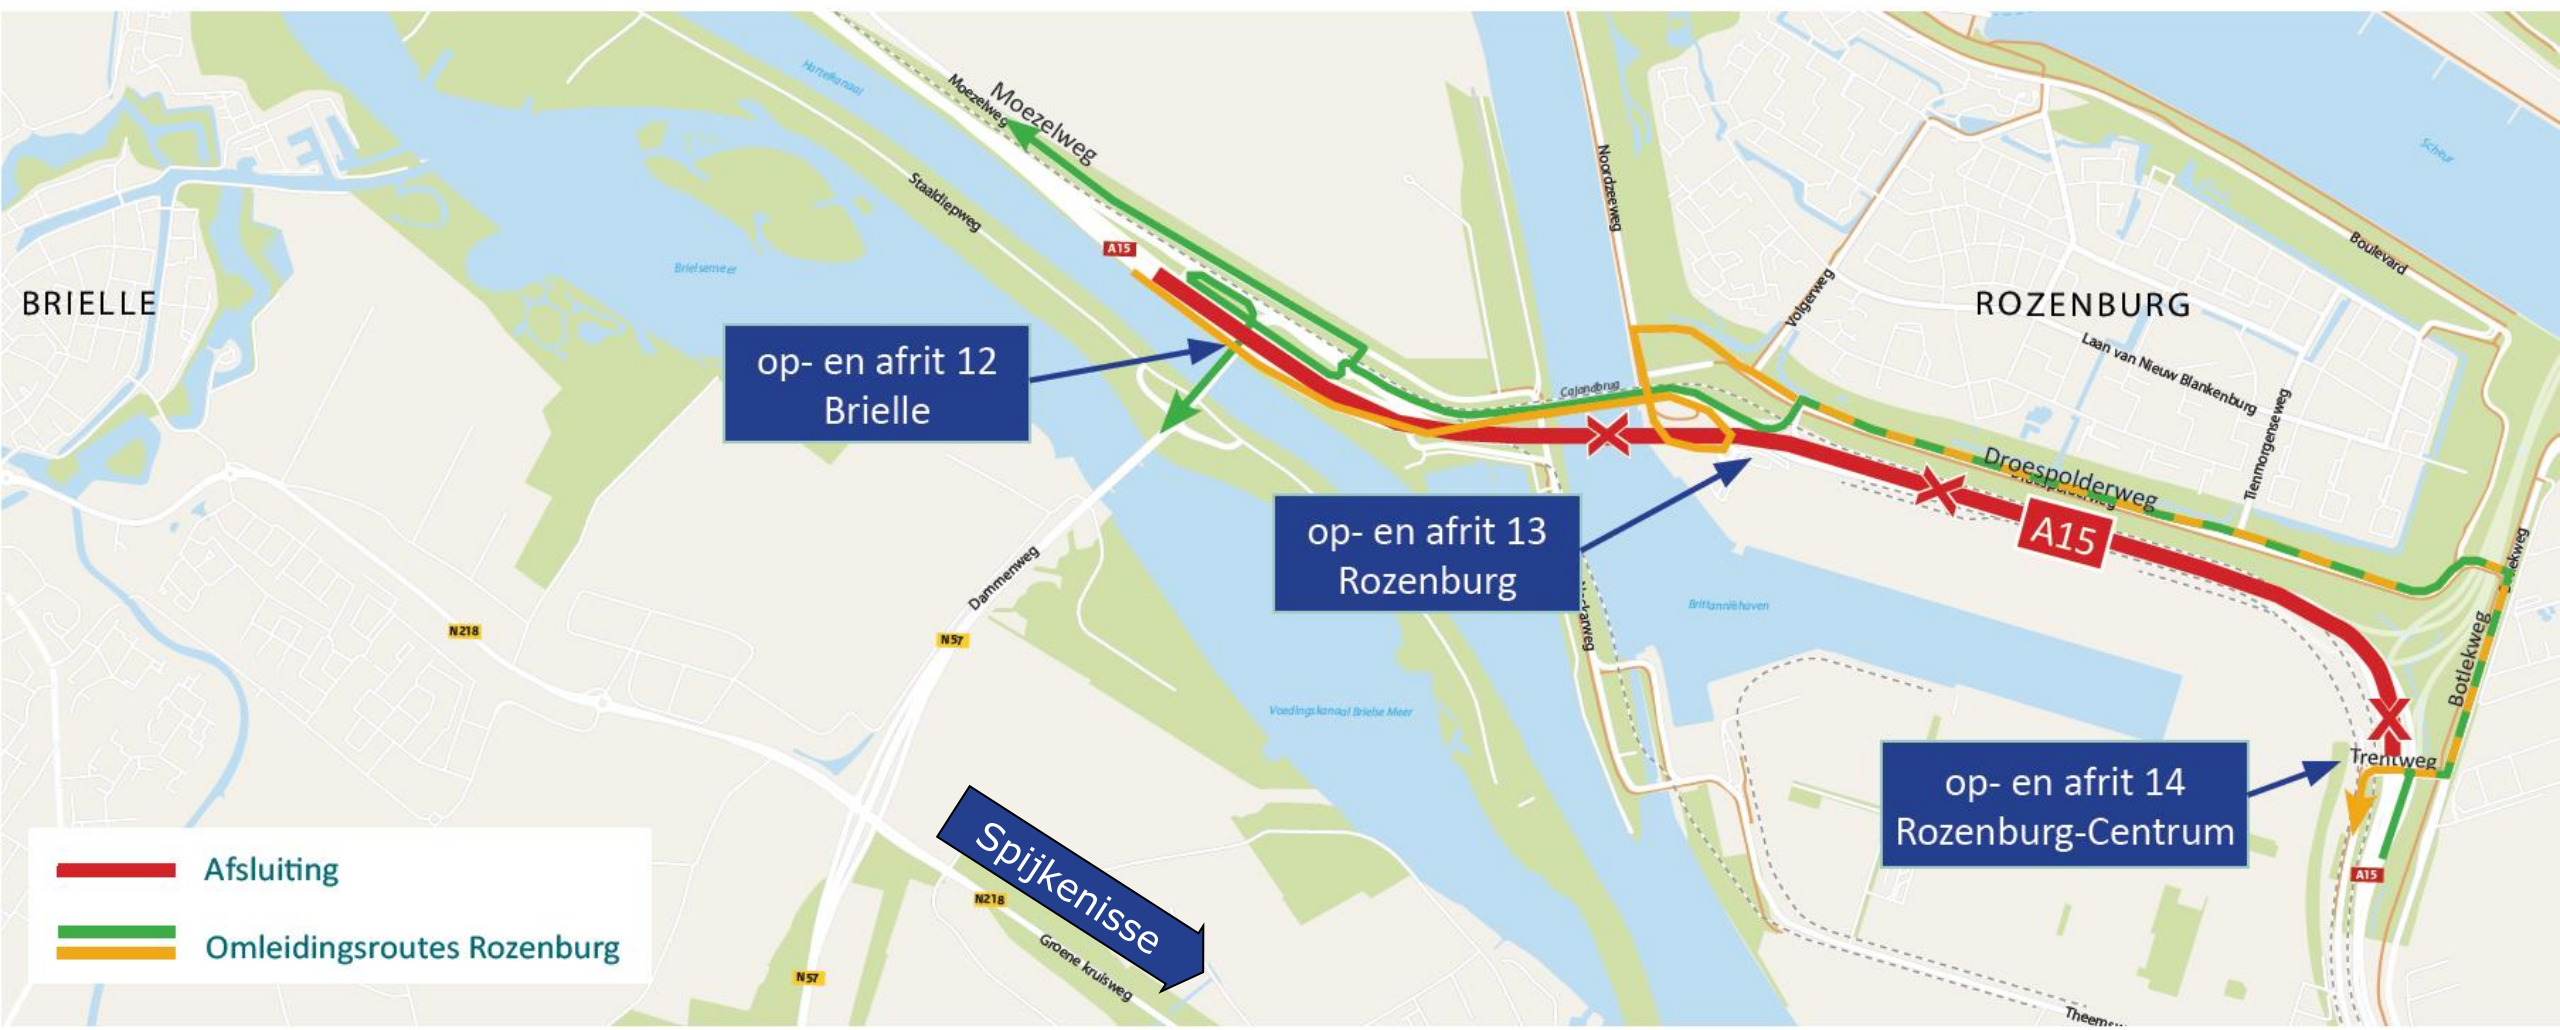 Hartelkanaal
Moezelweg
Moezelweg
Staaldiepweg
Brielsemeer
A15
BRIELLE
Noordzeeweg
Volgerweg
ROZENBURG
Laan van Nieuw Blankenburg
Tienmorgenseweg
Boulevard
Scheur
op- en afrit 12
Brielle
Calandbrug
Droespolderweg
A15
op- en afrit 13
Rozenburg
Dammenweg
N57
N218
Brittanniëhaven
Voedingskanaal Brielse Meer
Botlekweg
Trentweg
op- en afrit 14
Rozenburg-Centrum
A15
Spijkenisse
N218
Groene kruisweg
N57
Afsluiting
Omleidingsroutes Rozenburg